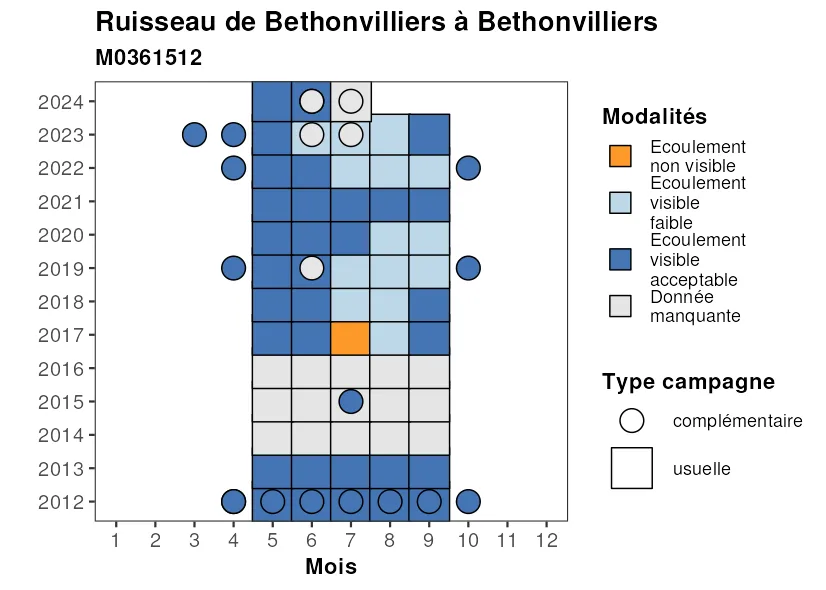 Ruisseau de Bethonvilliers à Bethonvilliers
M0361512
2024
2023
2022
2021
2020
2019
2018
2017
2016
2015
2014
2013
2012
1 2 3 4 5 6 7 8 9 10 11 12
Mois
Modalités
Ecoulement
non visible
Ecoulement
visible
faible
Ecoulement
visible
acceptable
Donnée
manquante
Type campagne
complémentaire
usuelle